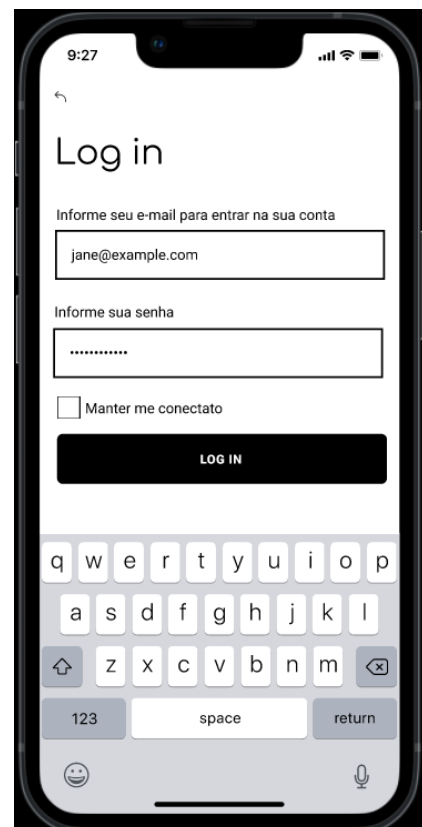 9:27
Log in
Informe seu e-mail para entrar na sua conta
jane@example.com
Informe sua senha
············
Manter me conectato
LOG IN
q w e r t y u i o p
a s d f g h j k l
z x c v b n m
123 space return